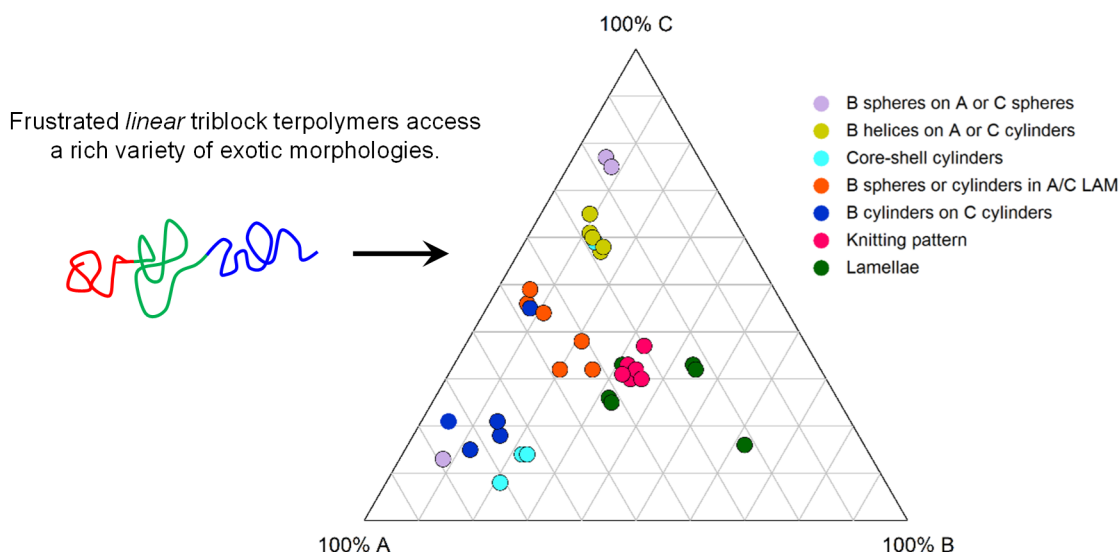 100% C
Frustrated linear triblock terpolymers access
a rich variety of exotic morphologies.
B spheres on A or C spheres
B helices on A or C cylinders
Core-shell cylinders
B spheres or cylinders in A/C LAM
B cylinders on C cylinders
Knitting pattern
Lamellae
100% A
100% B